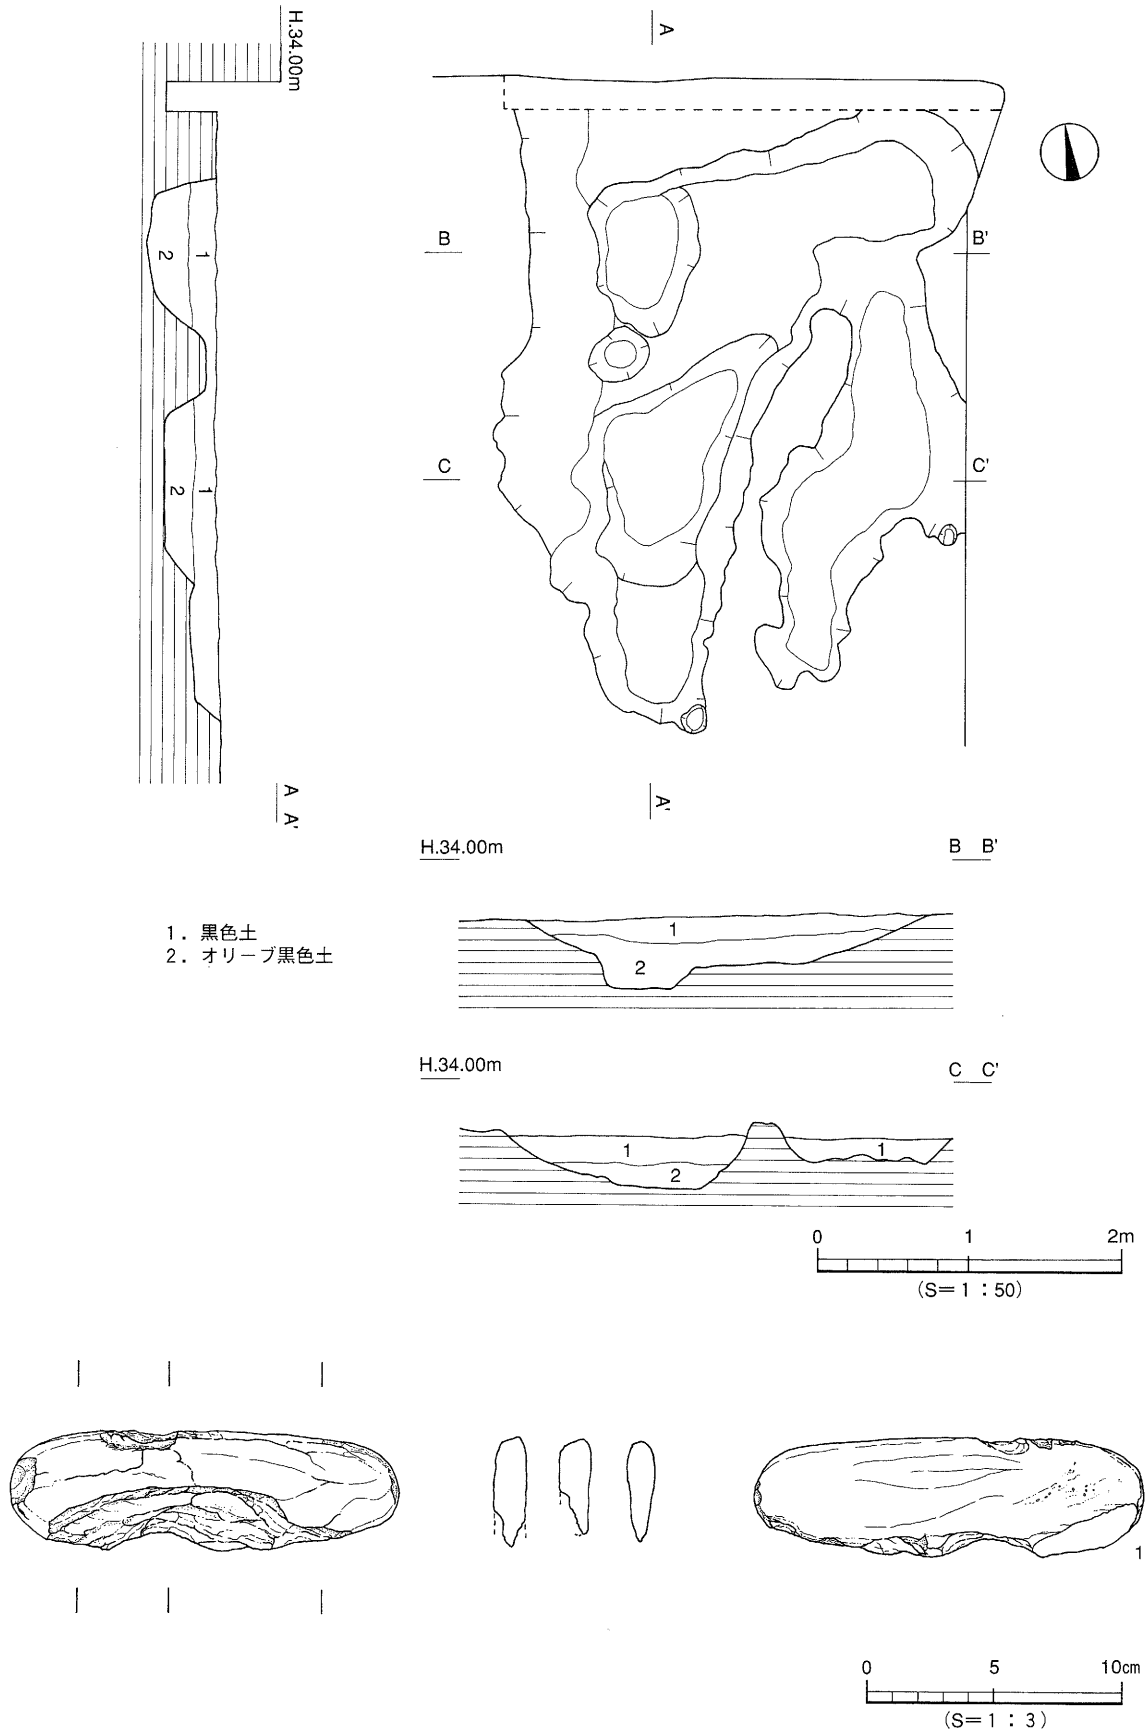 H.34.00m
A
B
B'
C
C'
2
1
2
1
A
A'
A'
H.34.00m
B B'
1
2
1. 黒色土
2. オリーブ黒色土
H.34.00m
C C'
1
2
1
0 1 2m
(S=1:50)
1
0 5 10cm
(S=1:3)